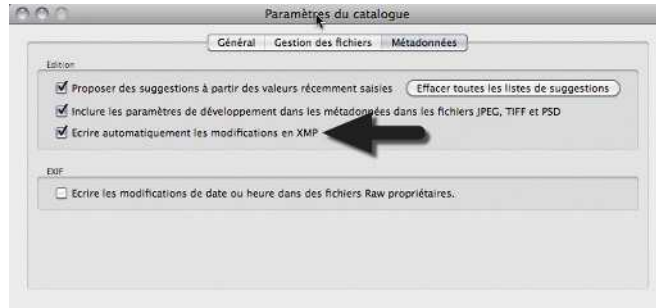 Paramètres du catalogue
Général Gestion des fichiers Métadonnées
Edition
Proposer des suggestions à partir des valeurs récemment saisies Effacer toutes les listes de suggestions
Inclure les paramètres de développement dans les métadonnées dans les fichiers JPEG, TIFF et PSD
Ecrire automatiquement les modifications en XMP
EXIF
Ecrire les modifications de date ou heure dans des fichiers Raw propriétaires.